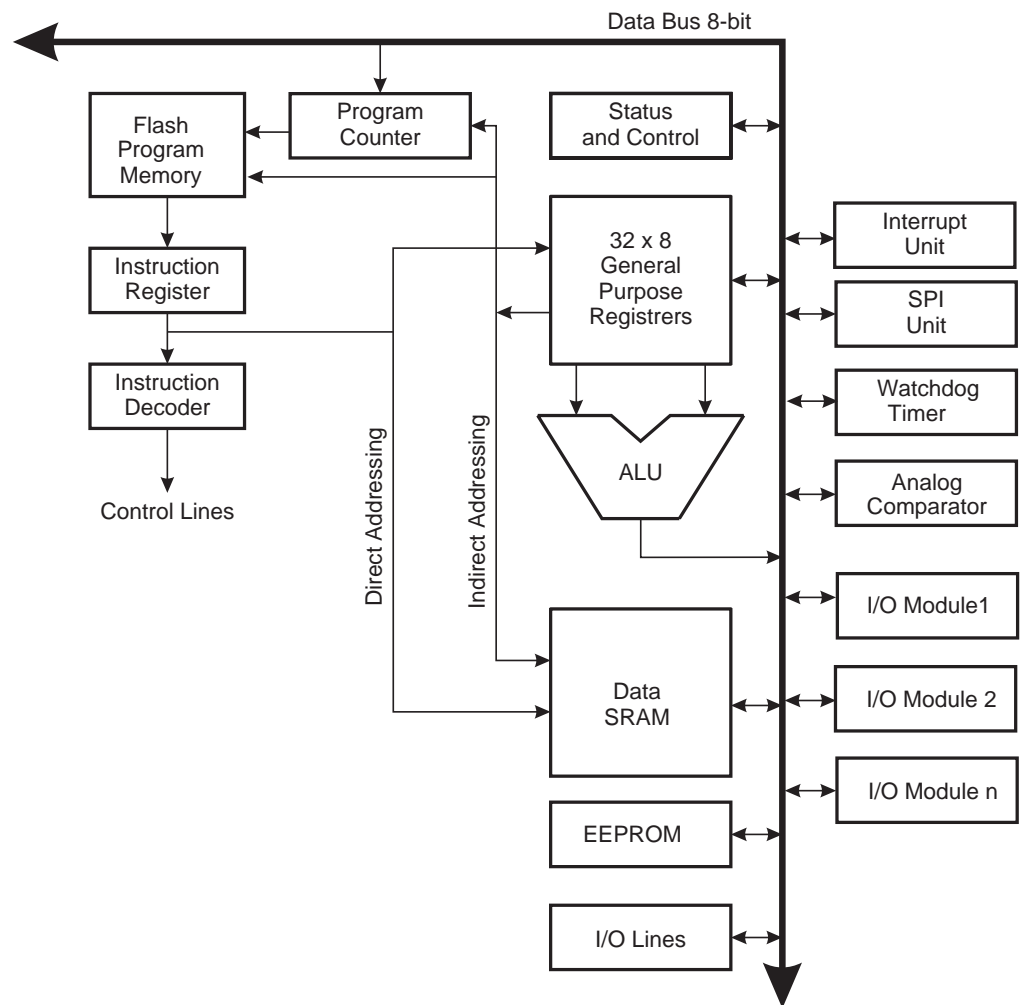 Data Bus 8-bit
Flash
Program
Memory
Program
Counter
Status
and Control
32 x 8
General
Purpose
Registrers
Interrupt
Unit
Instruction
Register
SPI
Unit
Instruction
Decoder
Watchdog
Timer
ALU
Analog
Comparator
Control Lines
Direct Addressing
Indirect Addressing
I/O Module1
Data
SRAM
I/O Module 2
I/O Module n
EEPROM
I/O Lines